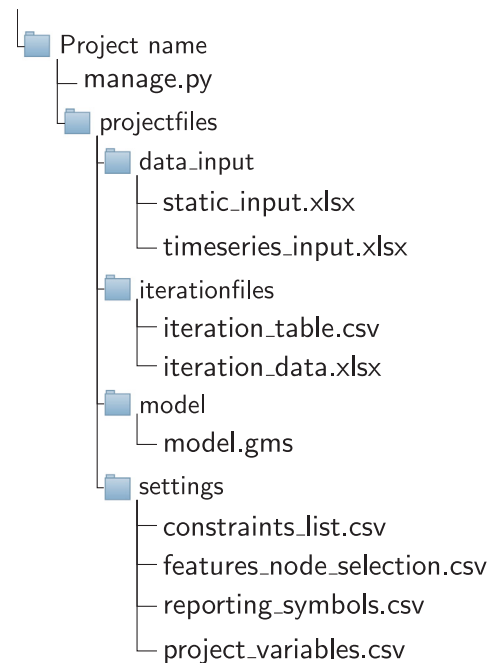 Project name
manage.py
projectfiles
data_input
static_input.xlsx
timeseries_input.xlsx
iterationfiles
iteration_table.csv
iteration_data.xlsx
model
model.gms
settings
constraints_list.csv
features_node_selection.csv
reporting_symbols.csv
project_variables.csv